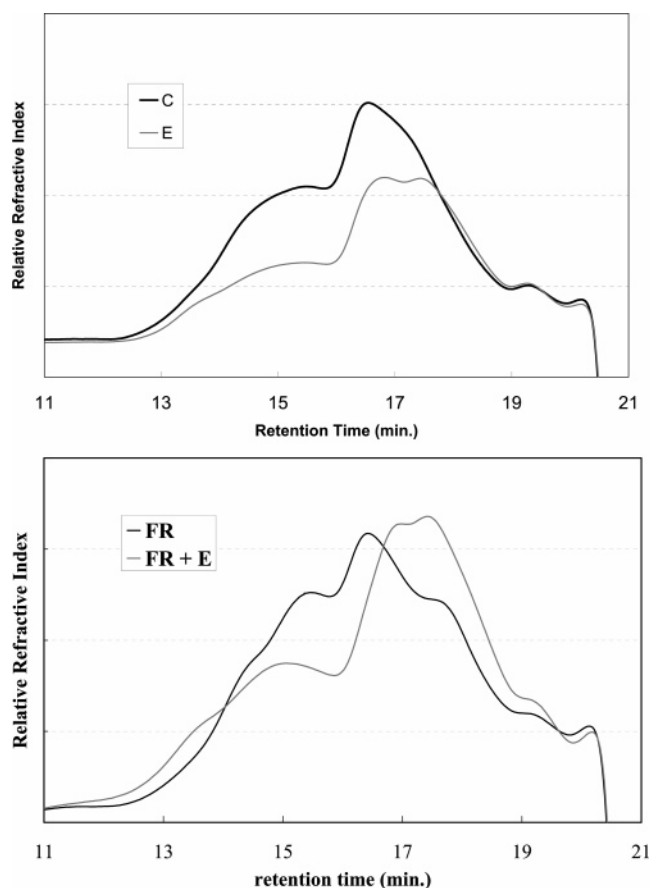 Relative Refractive Index
C
E
11 13 15 17 19 21
Retention Time (min.)
Relative Refractive Index
FR
FR + E
11 13 15 17 19 21
retention time (min.)